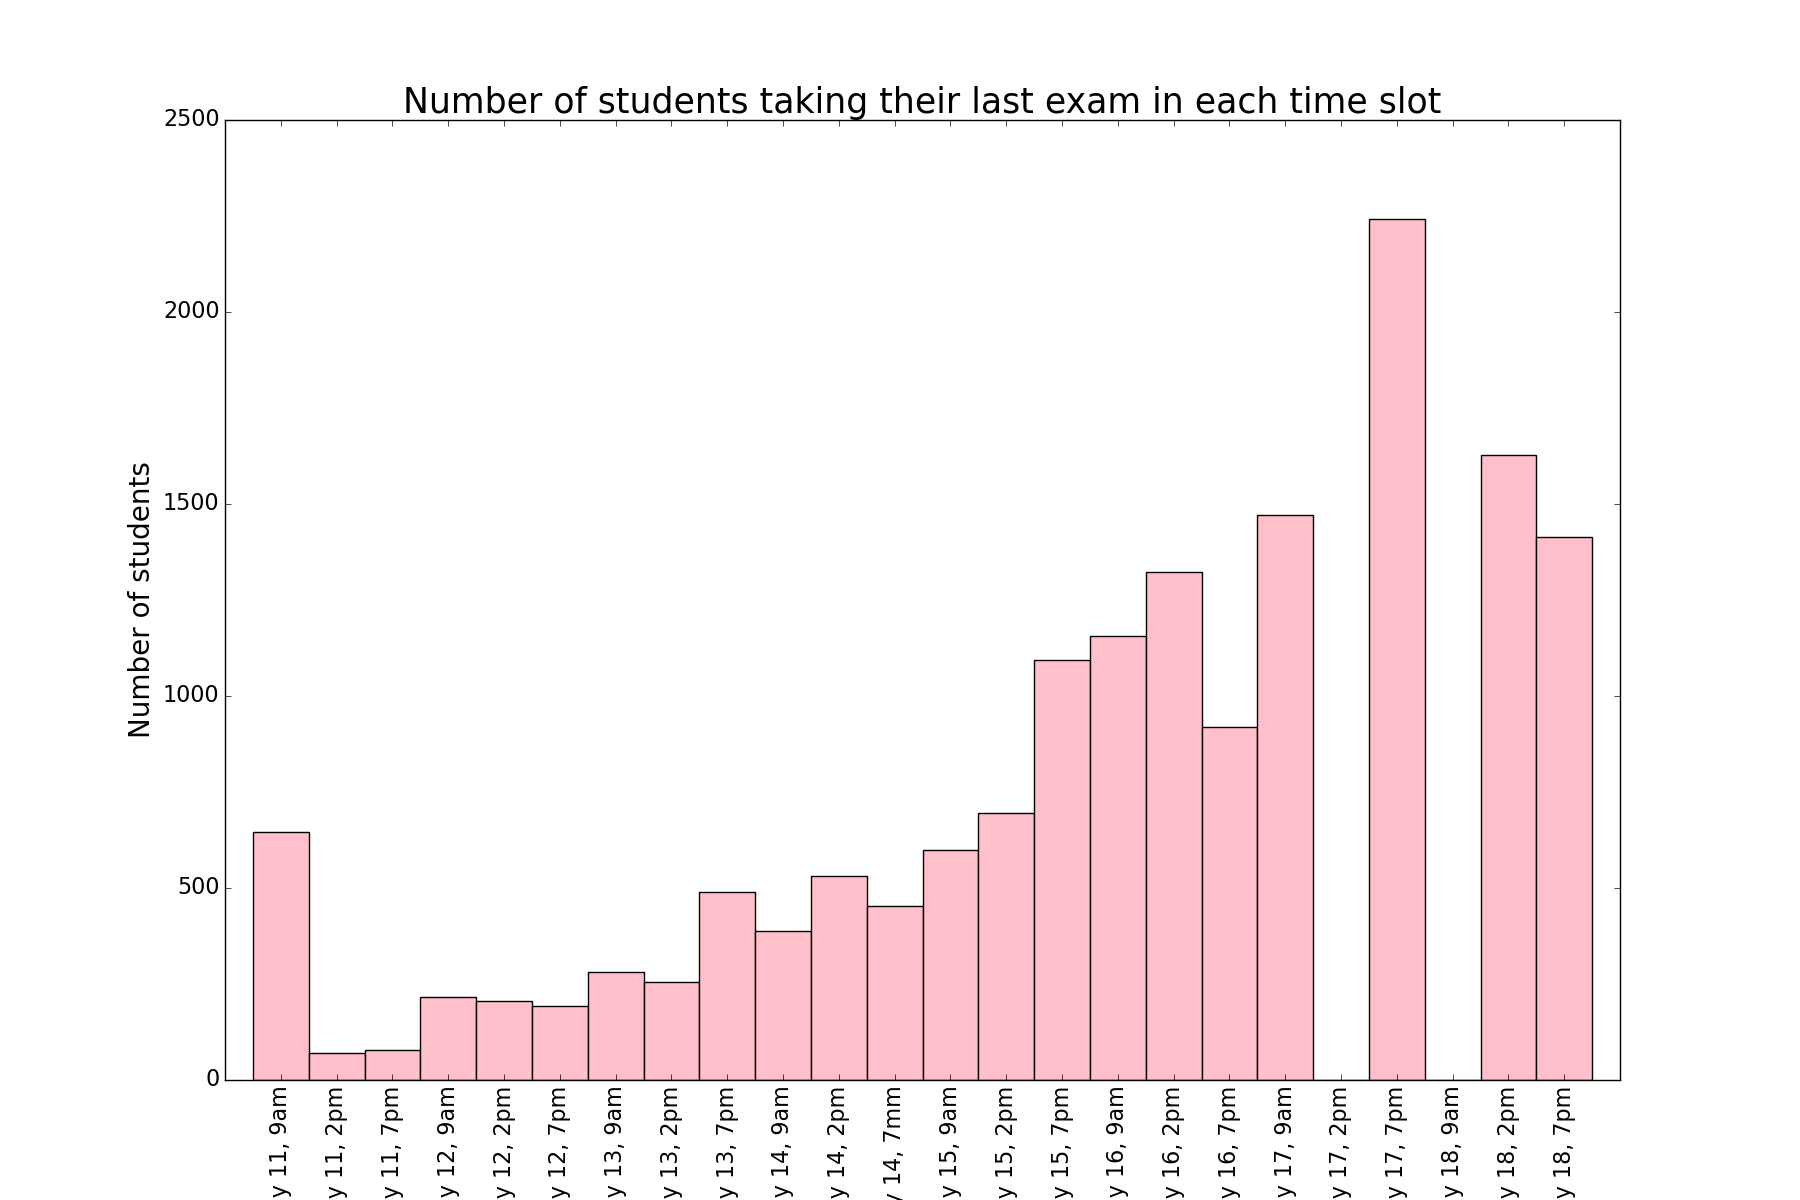 Number of students taking their last exam in each time slot
Number of students
2500
2000
1500
1000
500
0
y 11, 9am
y 11, 2pm
y 11, 7pm
y 12, 9am
y 12, 2pm
y 12, 7pm
y 13, 9am
y 13, 2pm
y 13, 7pm
y 14, 9am
y 14, 2pm
y 14, 7mm
y 15, 9am
y 15, 2pm
y 15, 7pm
y 16, 9am
y 16, 2pm
y 16, 7pm
y 17, 9am
y 17, 2pm
y 17, 7pm
y 18, 9am
y 18, 2pm
y 18, 7pm